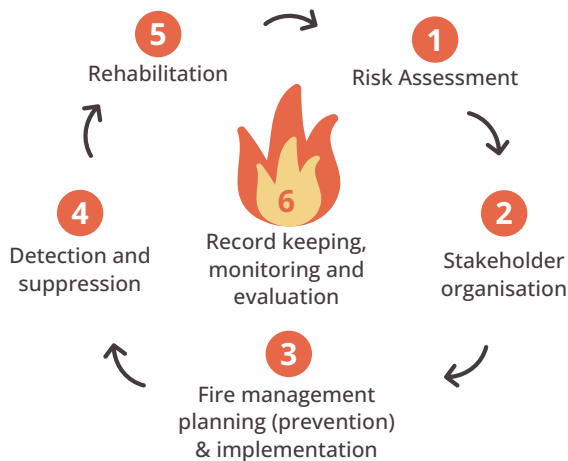 1
Risk Assessment
2
Stakeholder
organisation
3
Fire management
planning (prevention)
& implementation
4
Detection and
suppression
5
Rehabilitation
6
Record keeping,
monitoring and
evaluation